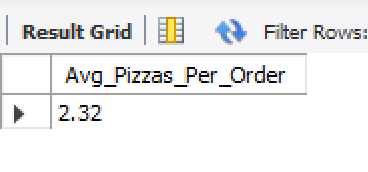 Result Grid Filter Rows:
Avg_Pizzas_Per_Order
2.32